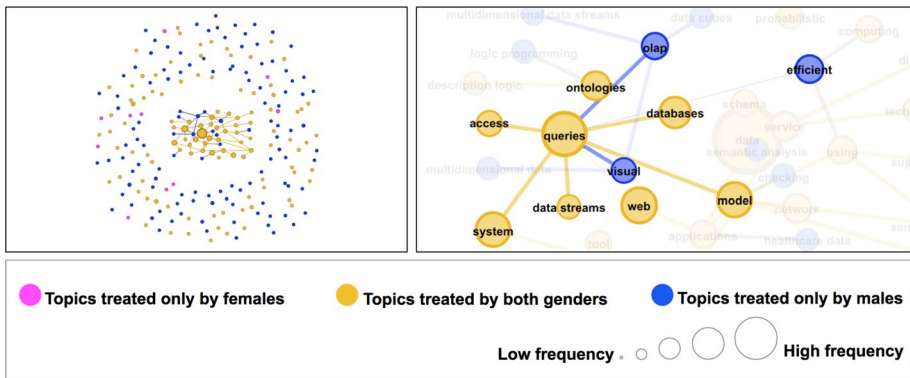 multidimensional data streams
data cubes
probabilistic
olap
computing
logic programming
efficient
description logic
ontologies
databases
schema
access
service
queries
data
semantic analysis
using
multidimensional data
visual
checking
web
model
data streams
network
system
applications
healthcare data
tool
Topics treated only by females
Topics treated by both genders
Topics treated only by males
Low frequency
High frequency